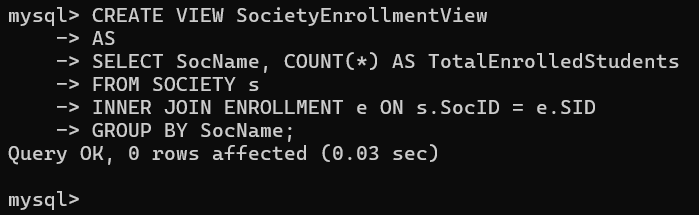 mysql> CREATE VIEW SocietyEnrollmentView
    -> AS
    -> SELECT SocName, COUNT(*) AS TotalEnrolledStudents
    -> FROM SOCIETY s
    -> INNER JOIN ENROLLMENT e ON s.SocID = e.SID
    -> GROUP BY SocName;
Query OK, 0 rows affected (0.03 sec)

mysql>